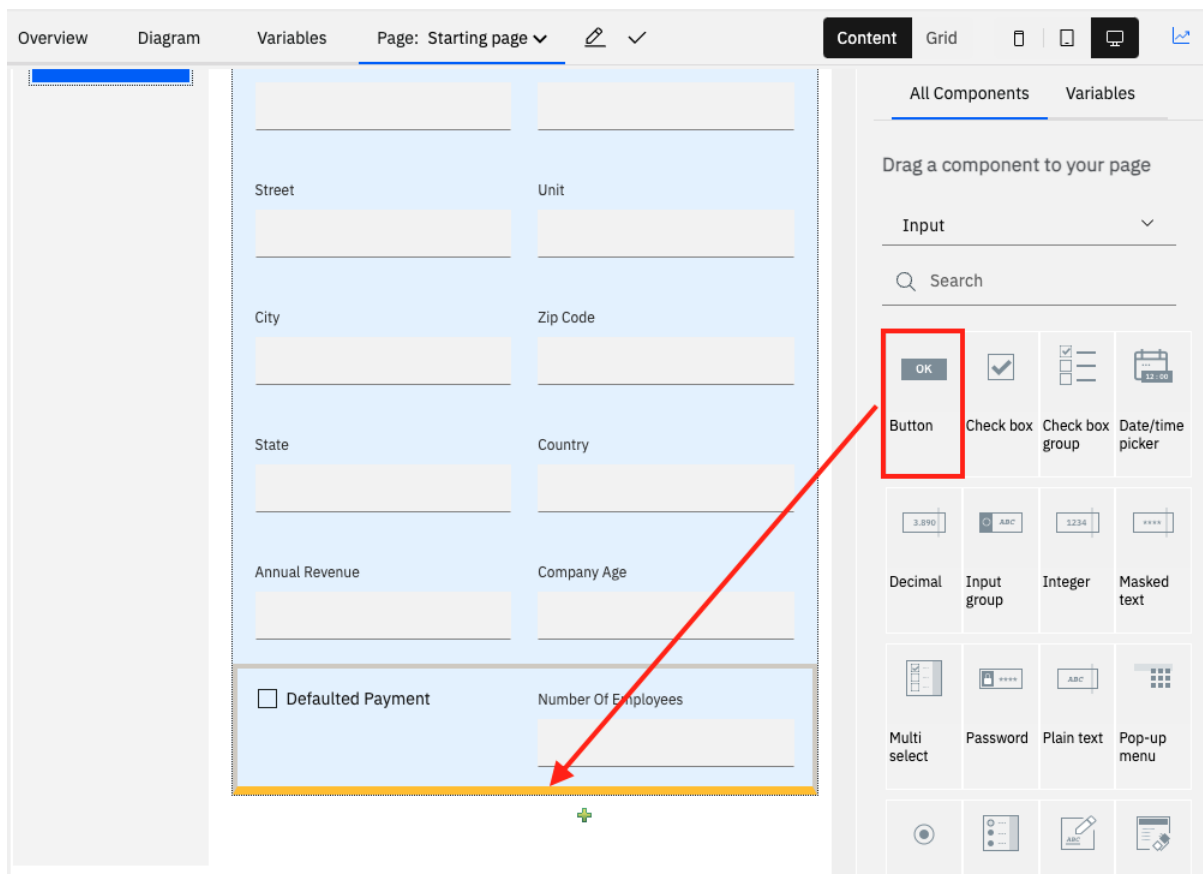 Overview Diagram Variables Page: Starting page Content Grid
All Components Variables
Drag a component to your page
Street Unit
Input
Search
City Zip Code
OK
12:00
Button Check box Check box group Date/time picker
State Country
3.890 ABC 1234 ****
Annual Revenue Company Age
Decimal Input group Integer Masked text
**** ABC
Defaulted Payment Number Of Employees
Multi select Password Plain text Pop-up menu
ABC